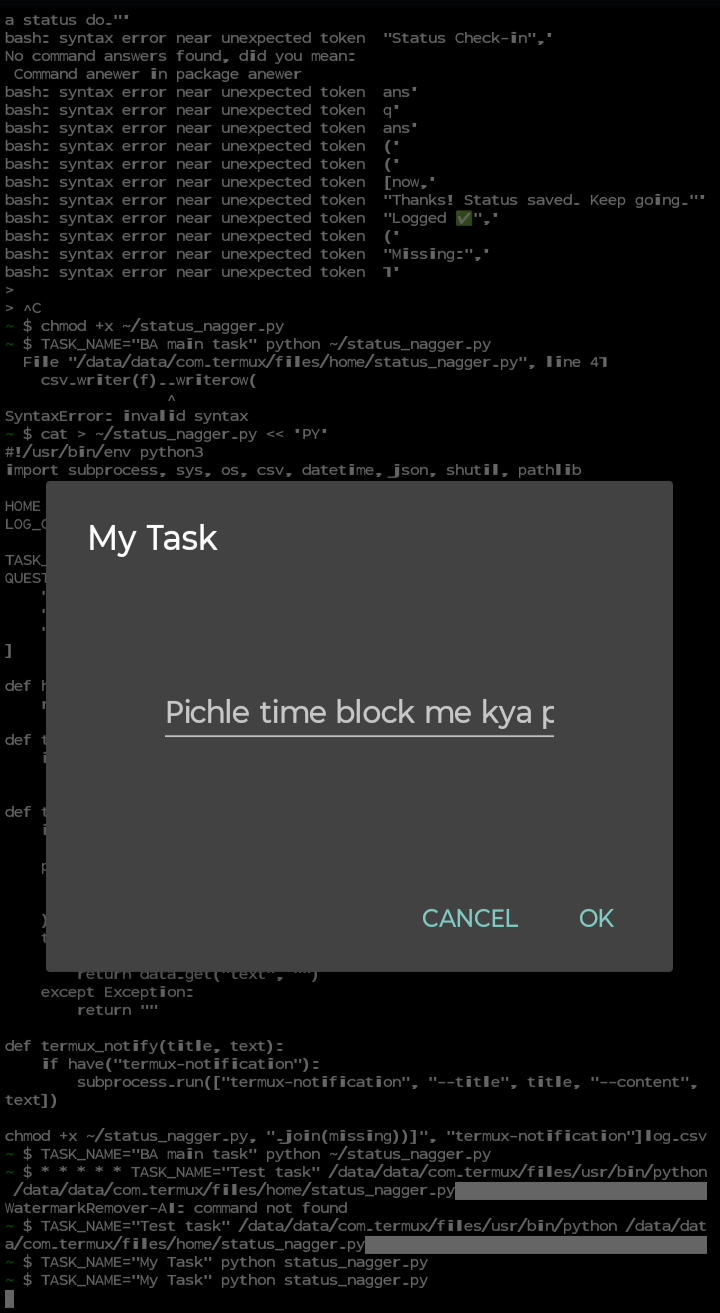 a status do."'
bash: syntax error near unexpected token  "Status Check-in",'
No command answers found, did you mean:
 Command anewer in package anewer
bash: syntax error near unexpected token  ans'
bash: syntax error near unexpected token  q'
bash: syntax error near unexpected token  ans'
bash: syntax error near unexpected token  ('
bash: syntax error near unexpected token  ('
bash: syntax error near unexpected token  [now,'
bash: syntax error near unexpected token  "Thanks! Status saved. Keep going."'
bash: syntax error near unexpected token  "Logged ✅",'
bash: syntax error near unexpected token  ('
bash: syntax error near unexpected token  "Missing:",'
bash: syntax error near unexpected token  ]'
>
> ^C
~ $ chmod +x ~/status_nagger.py
~ $ TASK_NAME="BA main task" python ~/status_nagger.py
  File "/data/data/com.termux/files/home/status_nagger.py", line 41
    csv.writer(f)..writerow(
                  ^
SyntaxError: invalid syntax
~ $ cat > ~/status_nagger.py << 'PY'
#!/usr/bin/env python3
import subprocess, sys, os, csv, datetime, json, shutil, pathlib
HOME
LOG_
TASK_
QUEST
]
def
def t
def t
My Task
Pichle time block me kya
CANCEL OK
        return data.get("text", "")
    except Exception:
        return ""
def termux_notify(title, text):
    if have("termux-notification"):
        subprocess.run(["termux-notification", "--title", title, "--content",
text])
chmod +x ~/status_nagger.py, ".join(missing))]", "termux-notification"]log.csv
~ $ TASK_NAME="BA main task" python ~/status_nagger.py
~ $ * * * * * TASK_NAME="Test task" /data/data/com.termux/files/usr/bin/python
 /data/data/com.termux/files/home/status_nagger.py
WatermarkRemover-AI: command not found
~ $ TASK_NAME="Test task" /data/data/com.termux/files/usr/bin/python /data/dat
a/com.termux/files/home/status_nagger.py
~ $ TASK_NAME="My Task" python status_nagger.py
~ $ TASK_NAME="My Task" python status_nagger.py